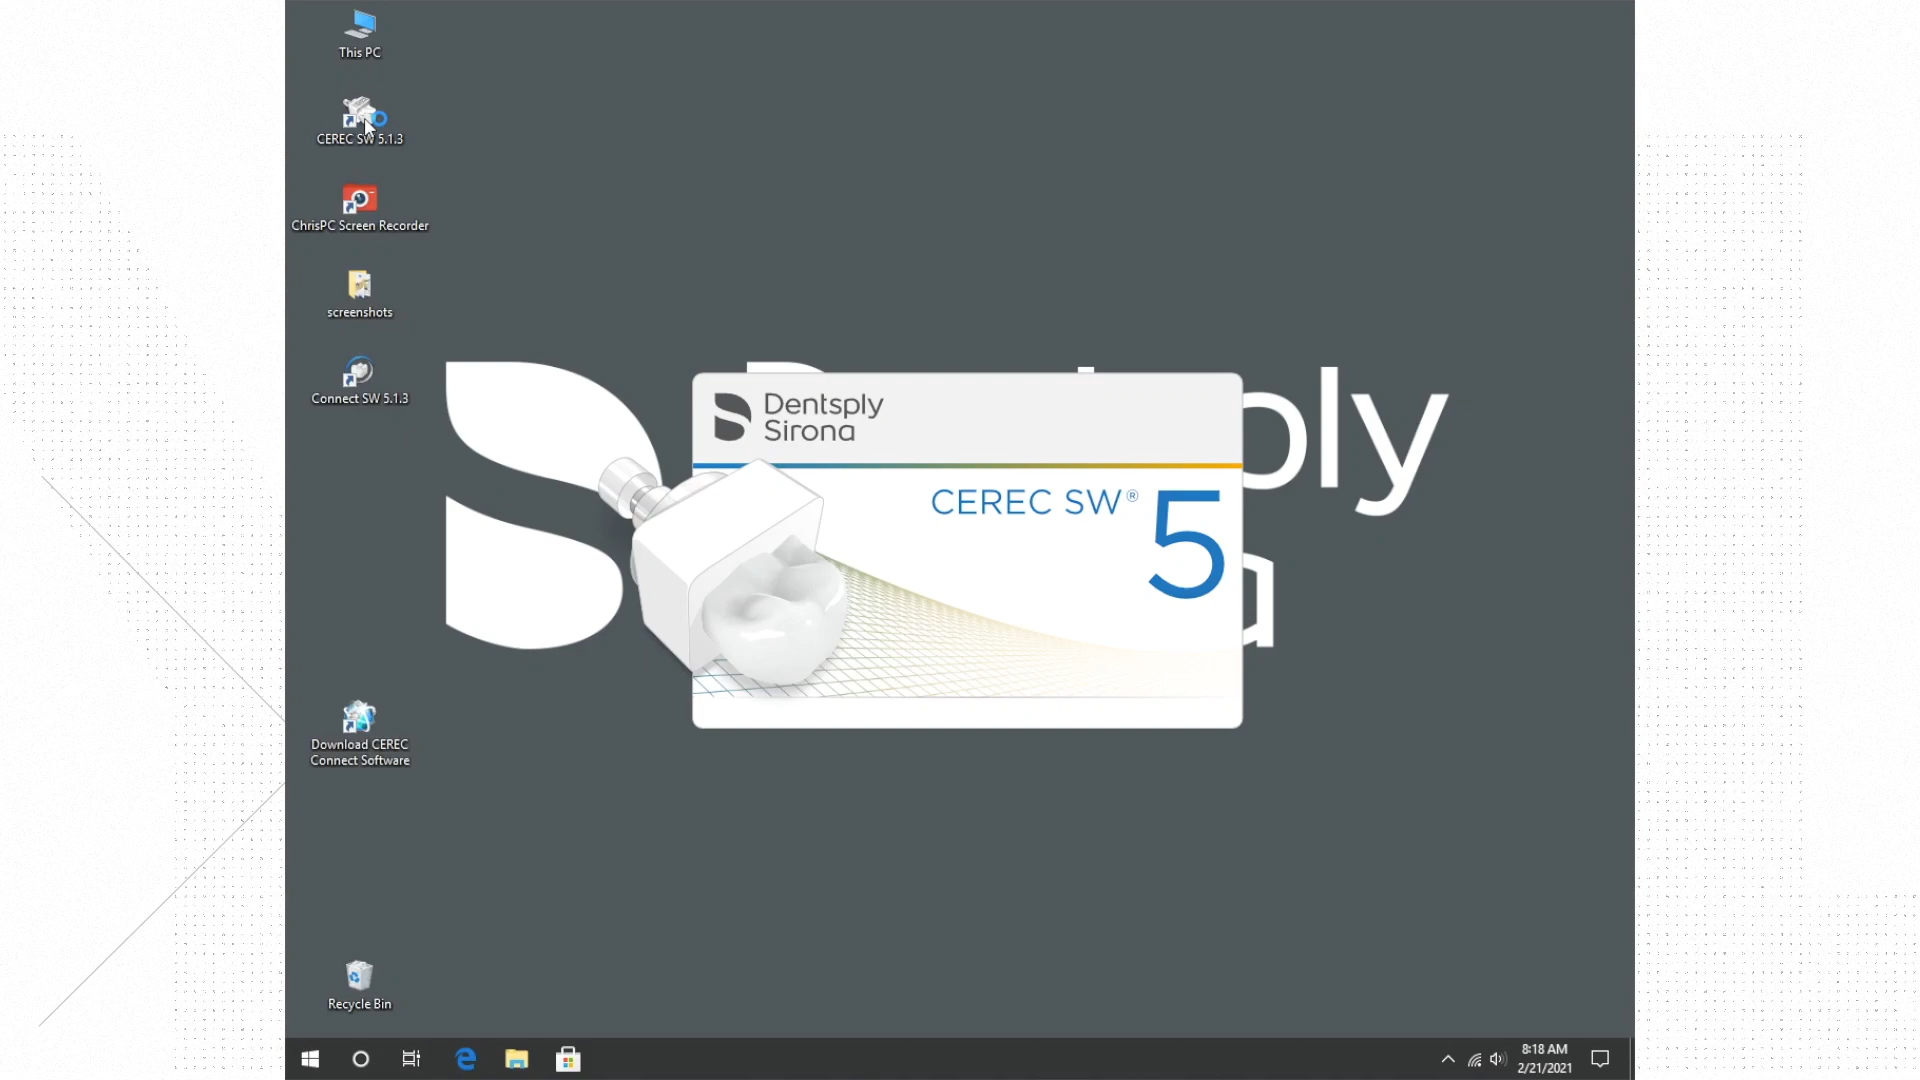 This PC
CEREC SW 5.1.3
ChrisPC Screen Recorder
screenshots
Connect SW 5.1.3
Dentsply
Sirona
CEREC SW® 5
ply
a
Download CEREC
Connect Software
Recycle Bin
8:18 AM
2/21/2021